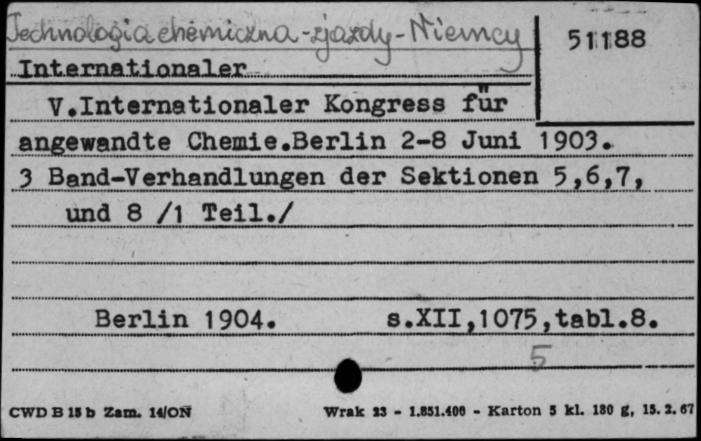 Technologia chemiczna - zjazdy - Niemcy
51188
Internationaler
V.Internationaler Kongress für
angewandte Chemie.Berlin 2-8 Juni 1903.
3 Band-Verhandlungen der Sektionen 5,6,7,
und 8 /1 Teil./
Berlin 1904. s.XII,1075,tabl.8.
5
CWD B 15 b Zam. 14/ON Wrak 23 - 1.851.400 - Karton 5 kl. 180 g, 15. 2. 67